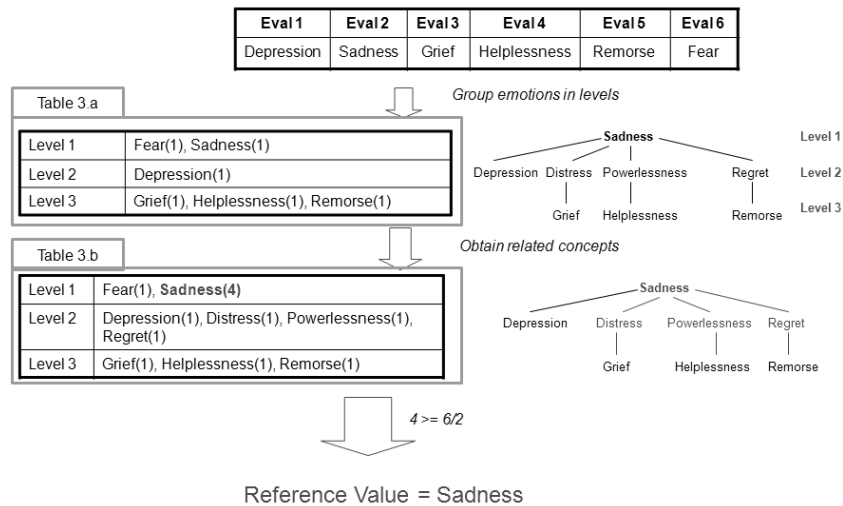 Eval 1 Eval 2 Eval 3 Eval 4 Eval 5 Eval 6
Depression Sadness Grief Helplessness Remorse Fear
Group emotions in levels
Table 3.a
Level 1 Fear(1), Sadness(1)
Level 2 Depression(1)
Level 3 Grief(1), Helplessness(1), Remorse(1)
Sadness Level 1
Depression Distress Powerlessness Regret Level 2
Grief Helplessness Remorse Level 3
Obtain related concepts
Table 3.b
Level 1 Fear(1), Sadness(4)
Level 2 Depression(1), Distress(1), Powerlessness(1),
Regret(1)
Level 3 Grief(1), Helplessness(1), Remorse(1)
Sadness
Depression Distress Powerlessness Regret
Grief Helplessness Remorse
4 >= 6/2
Reference Value = Sadness